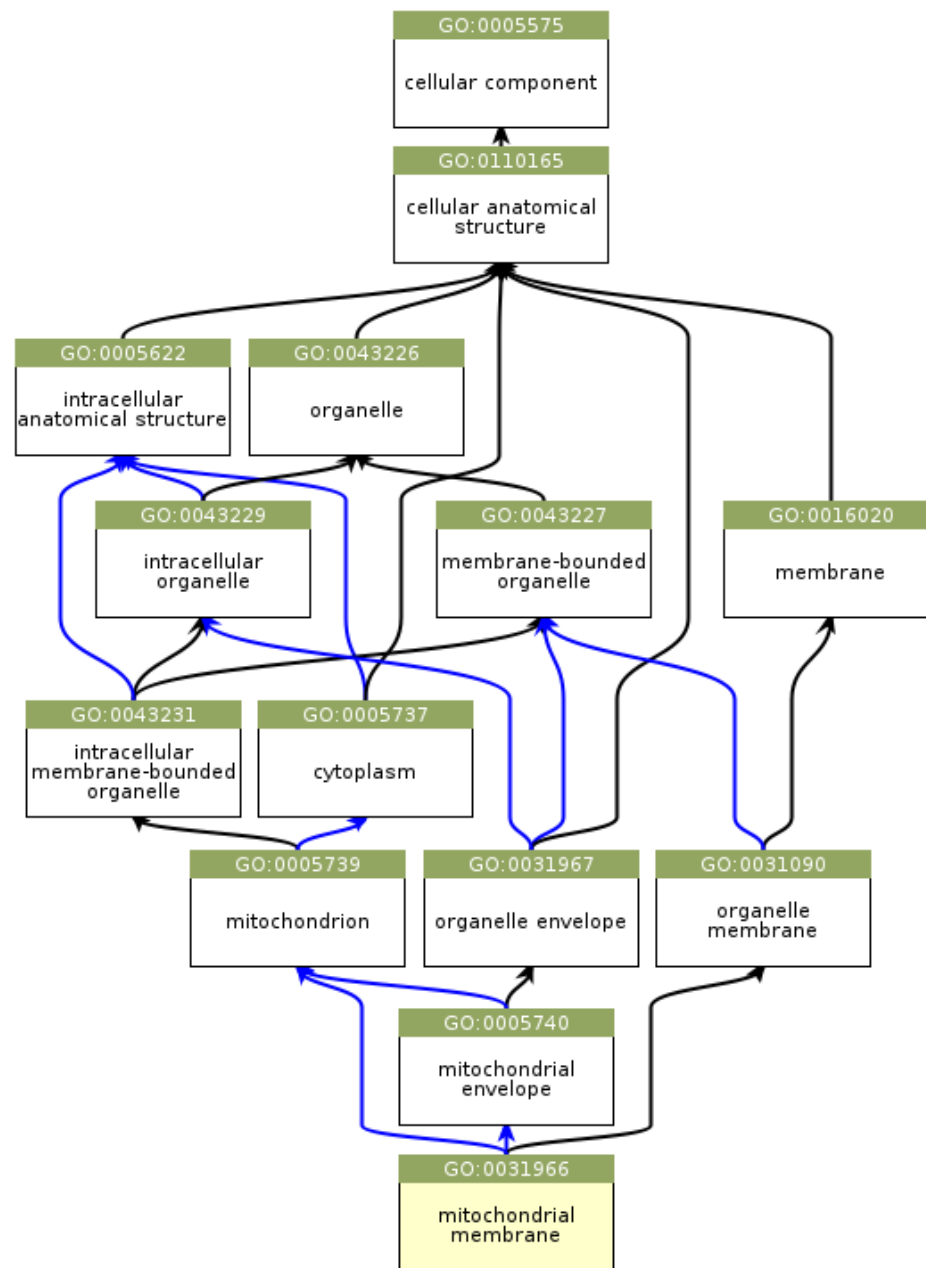 GO:0005575
cellular component
GO:0110165
cellular anatomical
structure
GO:0005622
intracellular
anatomical structure
GO:0043226
organelle
GO:0043229
intracellular
organelle
GO:0043227
membrane-bounded
organelle
GO:0016020
membrane
GO:0043231
intracellular
membrane-bounded
organelle
GO:0005737
cytoplasm
GO:0005739
mitochondrion
GO:0031967
organelle envelope
GO:0031090
organelle
membrane
GO:0005740
mitochondrial
envelope
GO:0031966
mitochondrial
membrane